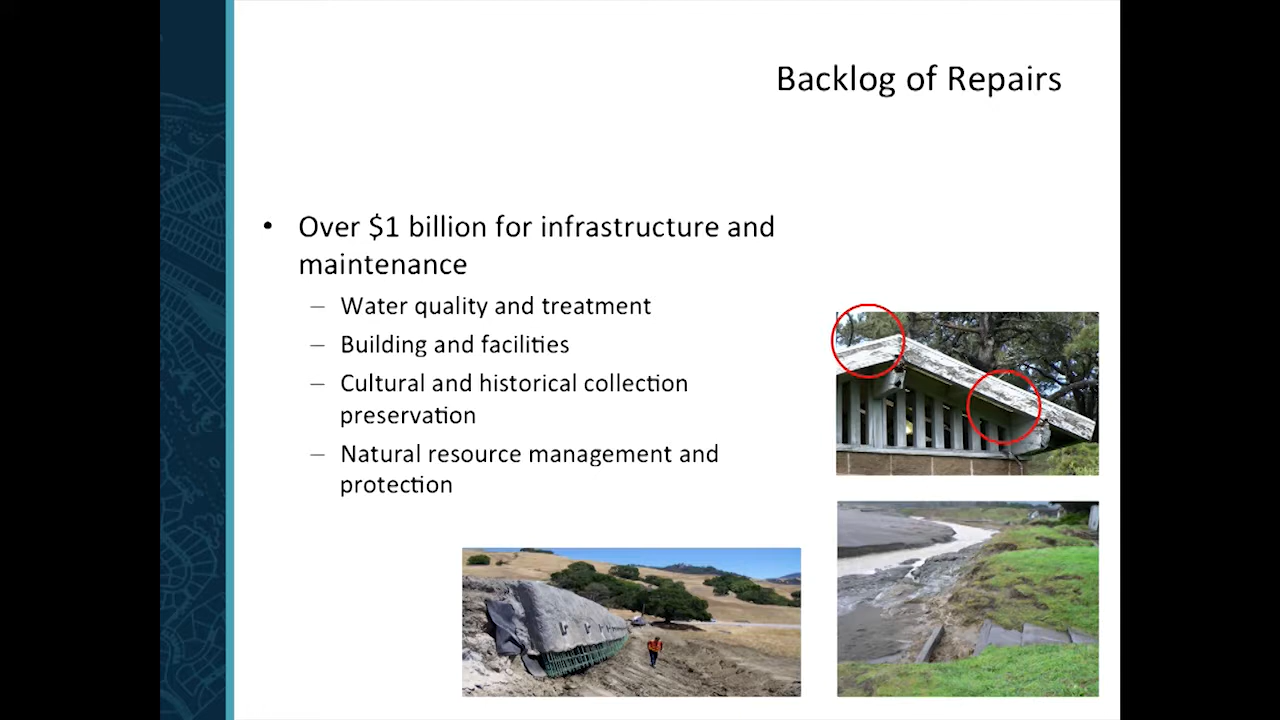 Backlog of Repairs
• Over $1 billion for infrastructure and
maintenance
– Water quality and treatment
– Building and facilities
– Cultural and historical collection
preservation
– Natural resource management and
protection